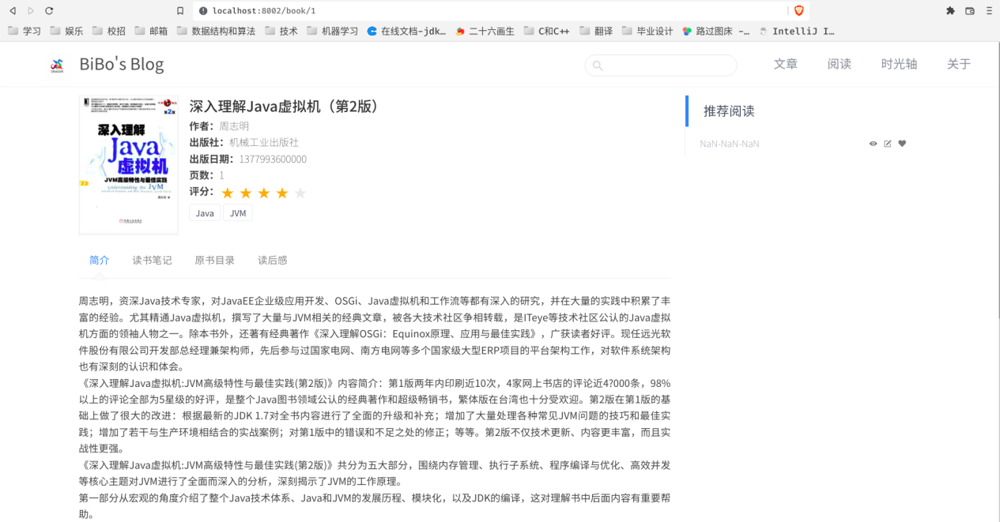 localhost:8002/book/1
学习 娱乐 校招 邮箱 数据结构和算法 技术 机器学习 在线文档-jdk… 二十六画生 C和C++ 翻译 毕业设计 路过图床 -… IntelliJ I…
BiBo's Blog
文章 阅读 时光轴 关于
第2版
深入理解
Java
虚拟机
JVM高级特性与最佳实践
Understanding the JVM
深入理解Java虚拟机（第2版）
作者：周志明
出版社：机械工业出版社
出版日期：1377993600000
页数：1
评分：
Java JVM
推荐阅读
NaN-NaN-NaN
简介 读书笔记 原书目录 读后感
周志明，资深Java技术专家，对JavaEE企业级应用开发、OSGi、Java虚拟机和工作流等都有深入的研究，并在大量的实践中积累了丰
富的经验。尤其精通Java虚拟机，撰写了大量与JVM相关的经典文章，被各大技术社区争相转载，是ITeye等技术社区公认的Java虚拟
机方面的领袖人物之一。除本书外，还著有经典著作《深入理解OSGi：Equinox原理、应用与最佳实践》，广获读者好评。现任远光软
件股份有限公司开发部总经理兼架构师，先后参与过国家电网、南方电网等多个国家级大型ERP项目的平台架构工作，对软件系统架构
也有深刻的认识和体会。
《深入理解Java虚拟机:JVM高级特性与最佳实践(第2版)》内容简介：第1版两年内印刷近10次，4家网上书店的评论近4?000条，98%
以上的评论全部为5星级的好评，是整个Java图书领域公认的经典著作和超级畅销书，繁体版在台湾也十分受欢迎。第2版在第1版的基
础上做了很大的改进：根据最新的JDK 1.7对全书内容进行了全面的升级和补充；增加了大量处理各种常见JVM问题的技巧和最佳实
践；增加了若干与生产环境相结合的实战案例；对第1版中的错误和不足之处的修正；等等。第2版不仅技术更新、内容更丰富，而且实
战性更强。
《深入理解Java虚拟机:JVM高级特性与最佳实践(第2版)》共分为五大部分，围绕内存管理、执行子系统、程序编译与优化、高效并发
等核心主题对JVM进行了全面而深入的分析，深刻揭示了JVM的工作原理。
第一部分从宏观的角度介绍了整个Java技术体系、Java和JVM的发展历程、模块化，以及JDK的编译，这对理解书中后面内容有重要帮
助。